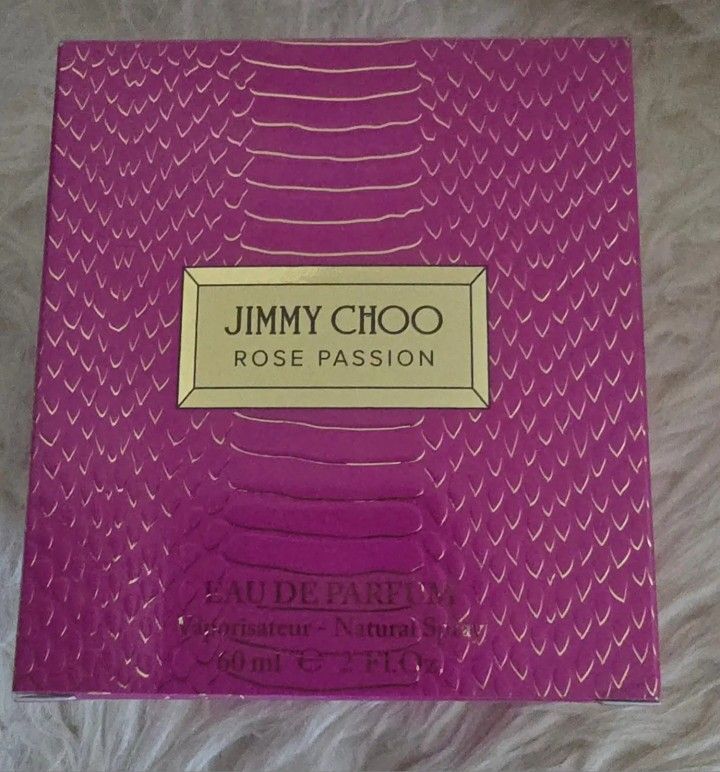 JIMMY CHOO
ROSE PASSION
EAU DE PARFUM
Vaporisateur - Natural Spray
60 ml ℮ 2 Fl.Oz.